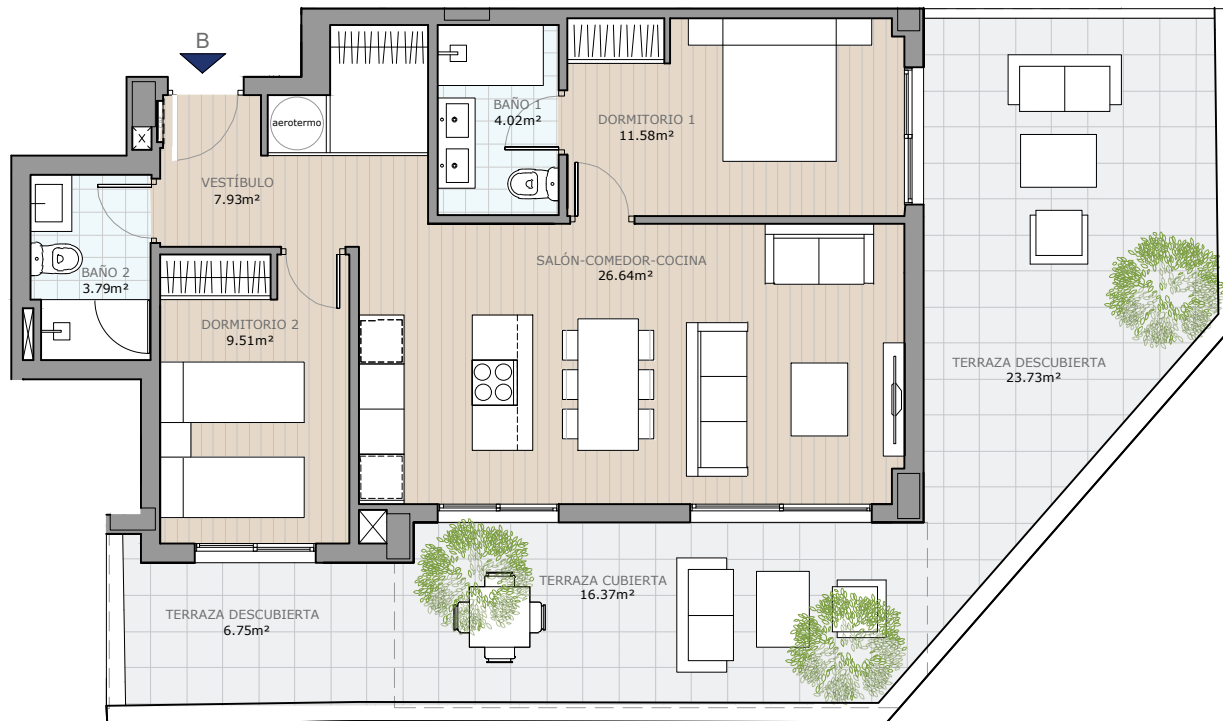 B
aerotermo
BAÑO 1
4.02m²
DORMITORIO 1
11.58m²
X
VESTÍBULO
7.93m²
BAÑO 2
3.79m²
SALÓN-COMEDOR-COCINA
26.64m²
DORMITORIO 2
9.51m²
TERRAZA DESCUBIERTA
23.73m²
TERRAZA CUBIERTA
16.37m²
TERRAZA DESCUBIERTA
6.75m²